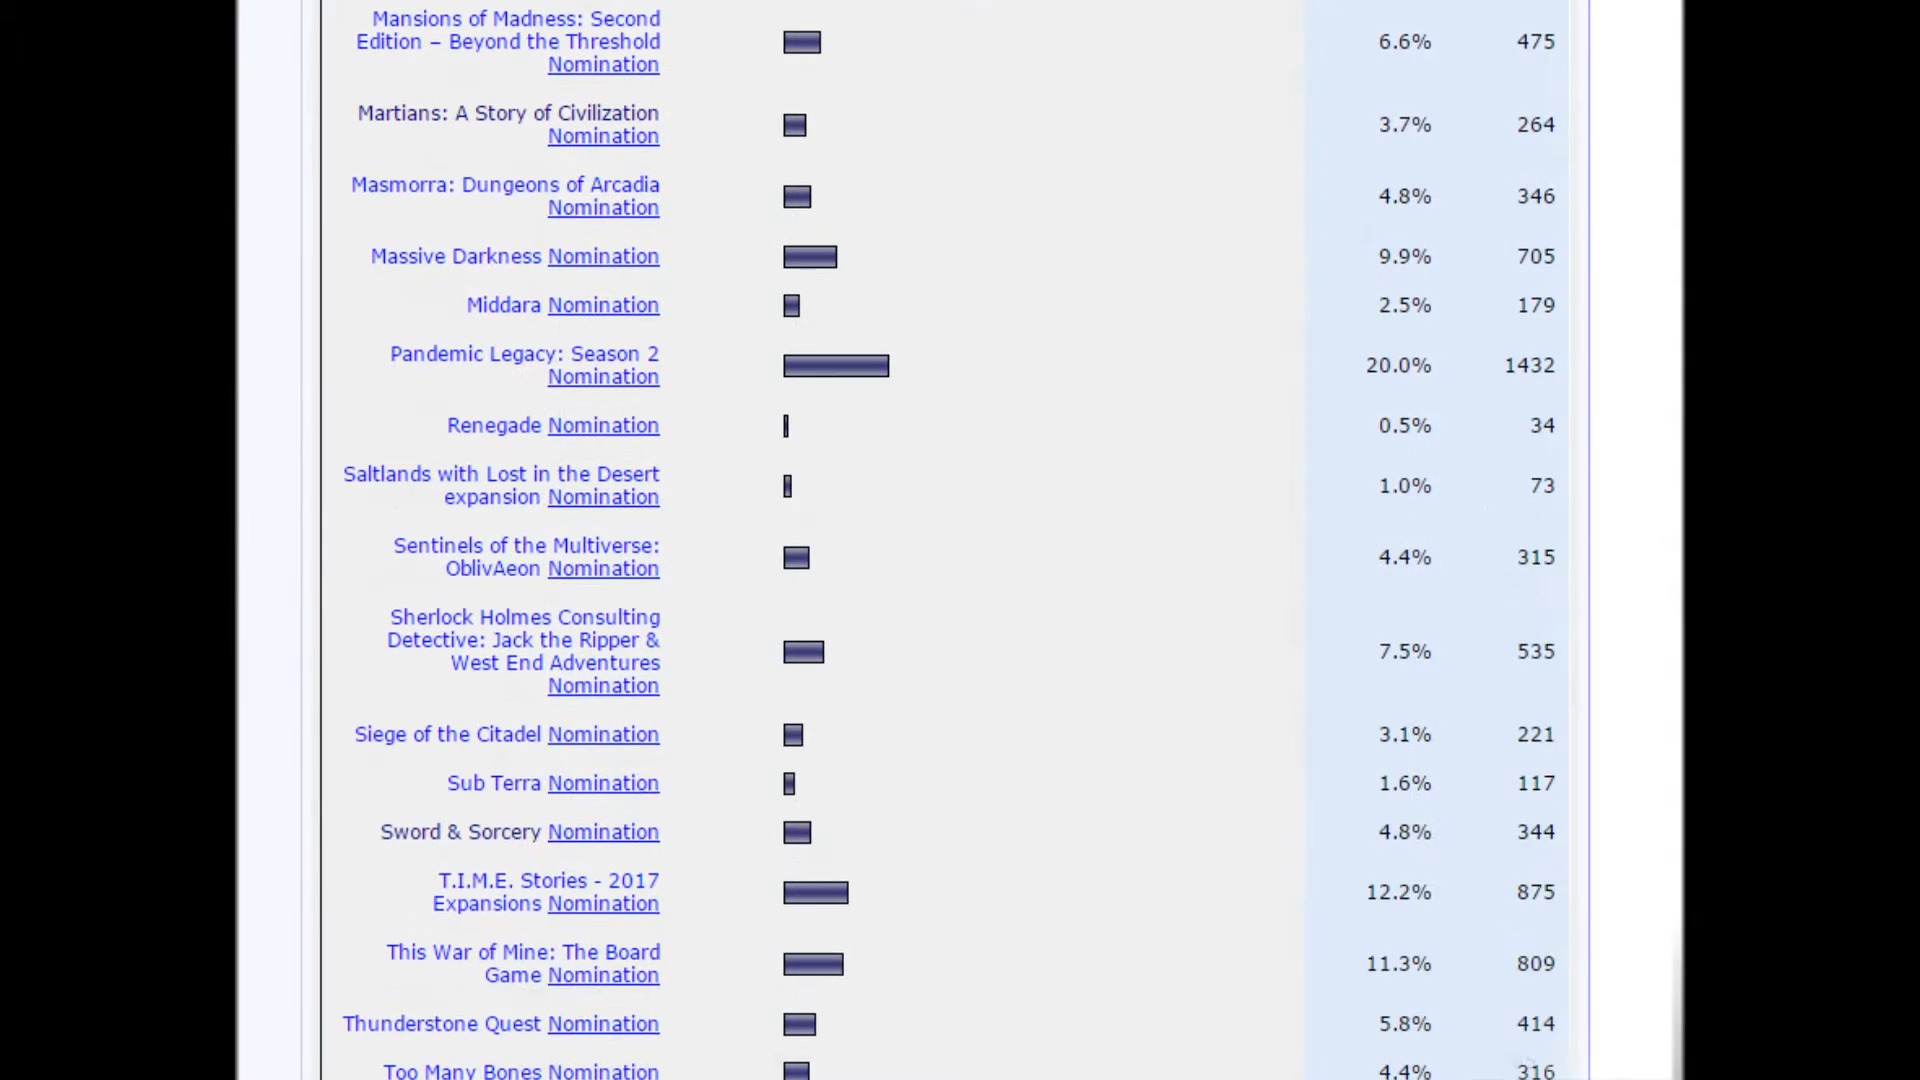 Mansions of Madness: Second
Edition – Beyond the Threshold
Nomination
6.6% 475
Martians: A Story of Civilization
Nomination
3.7% 264
Masmorra: Dungeons of Arcadia
Nomination
4.8% 346
Massive Darkness Nomination 9.9% 705
Middara Nomination 2.5% 179
Pandemic Legacy: Season 2
Nomination
20.0% 1432
Renegade Nomination 0.5% 34
Saltlands with Lost in the Desert
expansion Nomination
1.0% 73
Sentinels of the Multiverse:
OblivAeon Nomination
4.4% 315
Sherlock Holmes Consulting
Detective: Jack the Ripper &
West End Adventures
Nomination
7.5% 535
Siege of the Citadel Nomination 3.1% 221
Sub Terra Nomination 1.6% 117
Sword & Sorcery Nomination 4.8% 344
T.I.M.E. Stories - 2017
Expansions Nomination
12.2% 875
This War of Mine: The Board
Game Nomination
11.3% 809
Thunderstone Quest Nomination 5.8% 414
Too Many Bones Nomination 4.4% 316